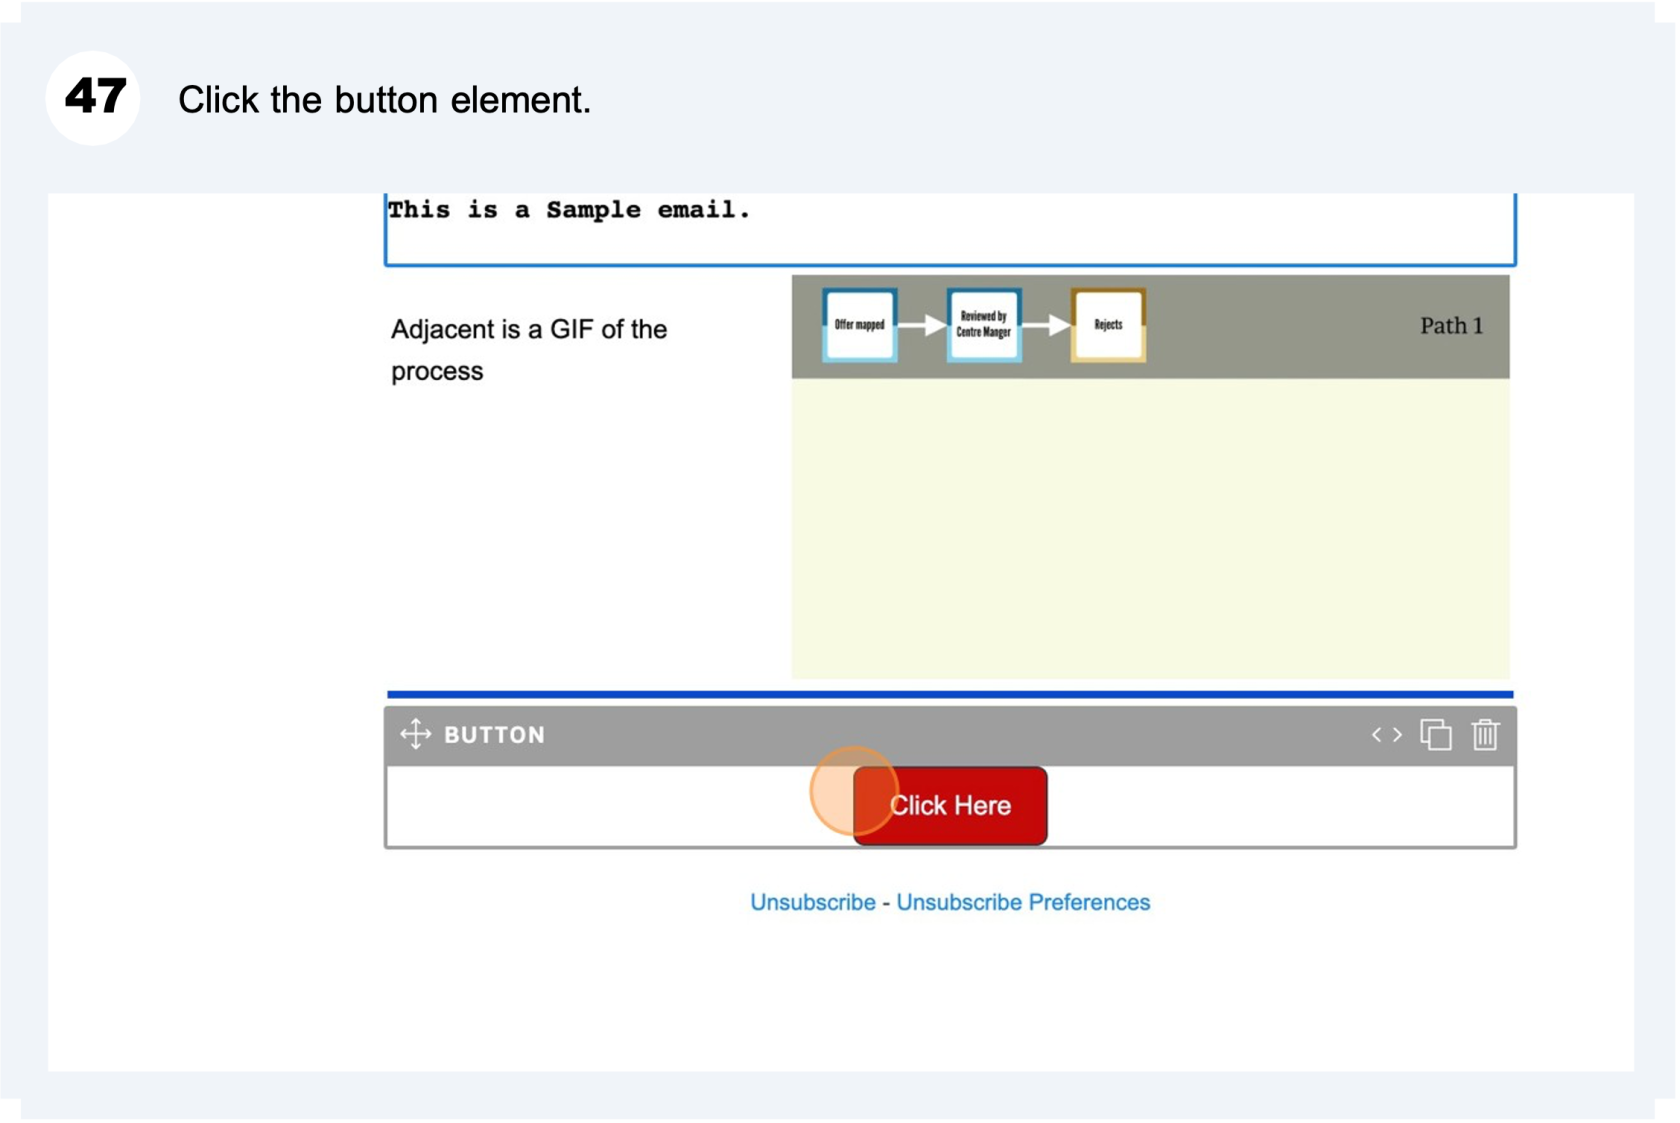 47 Click the button element.
This is a Sample email.
Adjacent is a GIF of the
process
Offer mapped
Reviewed by
Centre Manger
Rejects
Path 1
BUTTON
Click Here
Unsubscribe - Unsubscribe Preferences